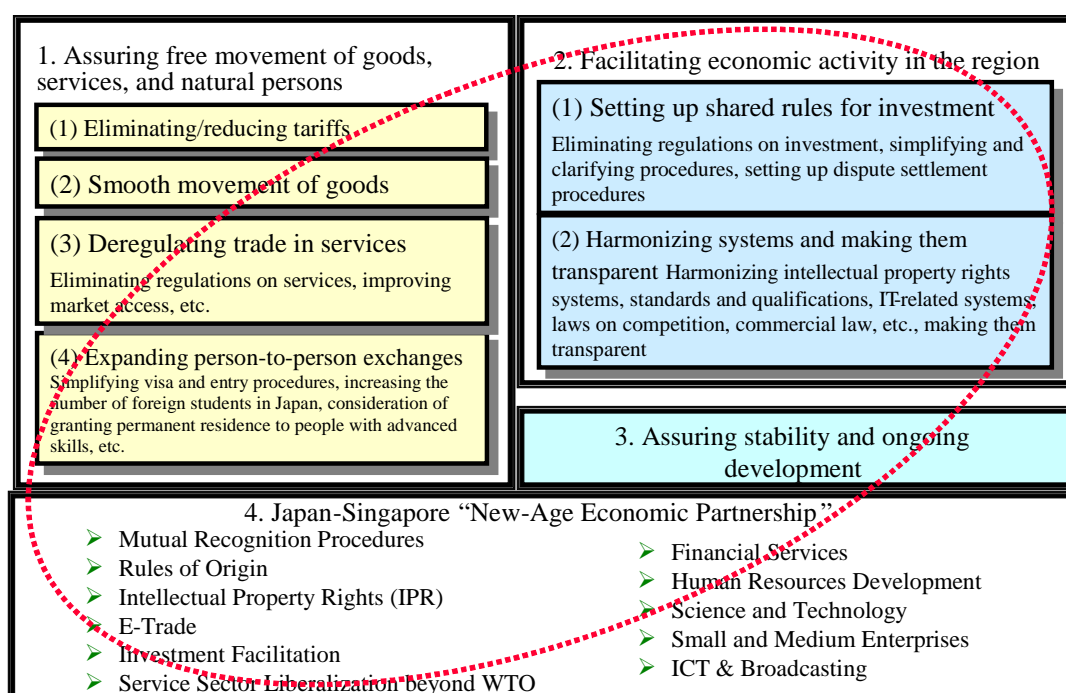 1. Assuring free movement of goods,
services, and natural persons
(1) Eliminating/reducing tariffs
(2) Smooth movement of goods
(3) Deregulating trade in services
Eliminating regulations on services, improving
market access, etc.
(4) Expanding person-to-person exchanges
Simplifying visa and entry procedures, increasing the
number of foreign students in Japan, consideration of
granting permanent residence to people with advanced
skills, etc.
2. Facilitating economic activity in the region
(1) Setting up shared rules for investment
Eliminating regulations on investment, simplifying and
clarifying procedures, setting up dispute settlement
procedures
(2) Harmonizing systems and making them
transparent Harmonizing intellectual property rights
systems, standards and qualifications, IT-related systems,
laws on competition, commercial law, etc., making them
transparent
3. Assuring stability and ongoing
development
4. Japan-Singapore “New-Age Economic Partnership”
Mutual Recognition Procedures
Rules of Origin
Intellectual Property Rights (IPR)
E-Trade
Investment Facilitation
Service Sector Liberalization beyond WTO
Financial Services
Human Resources Development
Science and Technology
Small and Medium Enterprises
ICT & Broadcasting